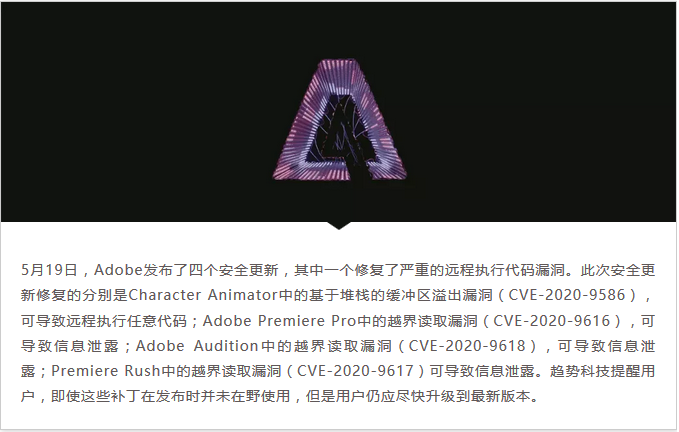 5月19日，Adobe发布了四个安全更新，其中一个修复了严重的远程执行代码漏洞。此次安全更
新修复的分别是Character Animator中的基于堆栈的缓冲区溢出漏洞（CVE-2020-9586），
可导致远程执行任意代码；Adobe Premiere Pro中的越界读取漏洞（CVE-2020-9616），可
导致信息泄露；Adobe Audition中的越界读取漏洞（CVE-2020-9618），可导致信息泄
露；Premiere Rush中的越界读取漏洞（CVE-2020-9617）可导致信息泄露。趋势科技提醒用
户，即使这些补丁在发布时并未在野使用，但是用户仍应尽快升级到最新版本。